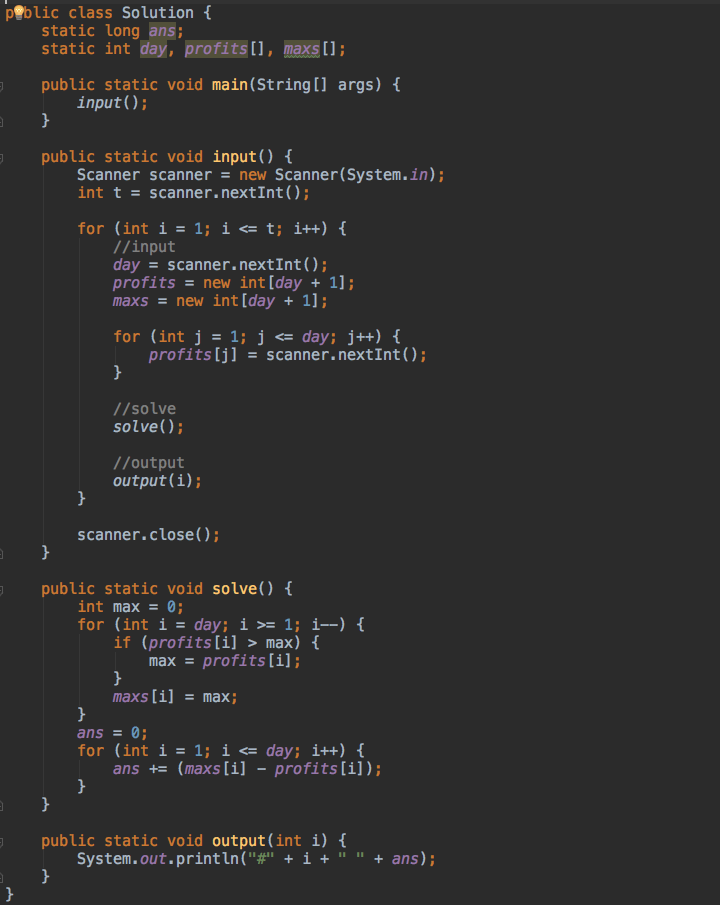 public class Solution {
    static long ans;
    static int day, profits[], maxs[];
    public static void main(String[] args) {
        input();
    }
    public static void input() {
        Scanner scanner = new Scanner(System.in);
        int t = scanner.nextInt();
        for (int i = 1; i <= t; i++) {
            //input
            day = scanner.nextInt();
            profits = new int[day + 1];
            maxs = new int[day + 1];
            for (int j = 1; j <= day; j++) {
                profits[j] = scanner.nextInt();
            }
            //solve
            solve();
            //output
            output(i);
        }
        scanner.close();
    }
    public static void solve() {
        int max = 0;
        for (int i = day; i >= 1; i--) {
            if (profits[i] > max) {
                max = profits[i];
            }
            maxs[i] = max;
        }
        ans = 0;
        for (int i = 1; i <= day; i++) {
            ans += (maxs[i] - profits[i]);
        }
    }
    public static void output(int i) {
        System.out.println("#" + i + " " + ans);
    }
}